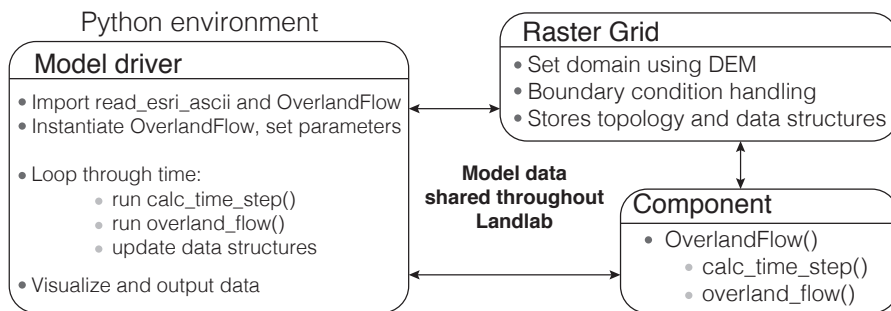 Python environment
Model driver
• Import read_esri_ascii and OverlandFlow
• Instantiate OverlandFlow, set parameters
• Loop through time:
• run calc_time_step()
• run overland_flow()
• update data structures
• Visualize and output data
Raster Grid
• Set domain using DEM
• Boundary condition handling
• Stores topology and data structures
Model data
shared throughout
Landlab
Component
• OverlandFlow()
• calc_time_step()
• overland_flow()